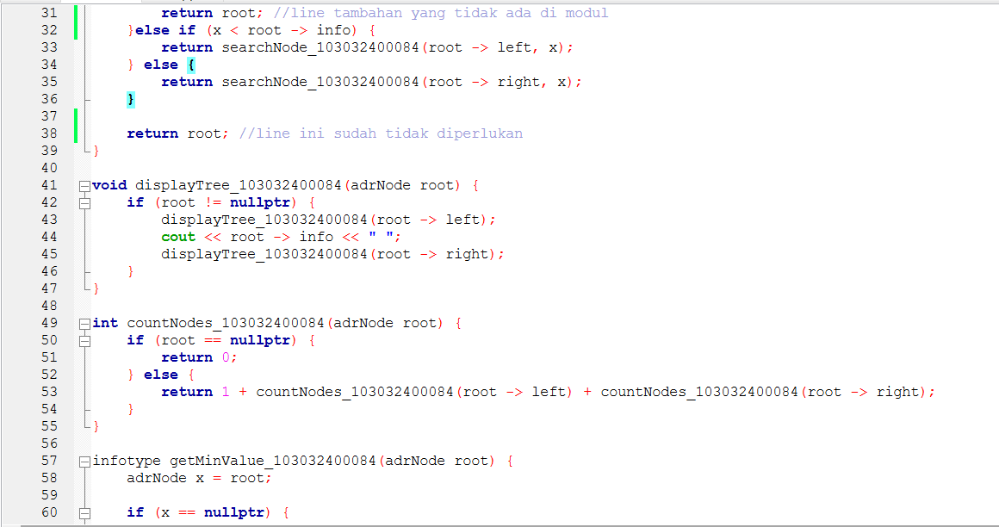 31 return root; //line tambahan yang tidak ada di modul
32 }else if (x < root -> info) {
33 return searchNode_103032400084(root -> left, x);
34 } else {
35 return searchNode_103032400084(root -> right, x);
36 }
37
38 return root; //line ini sudah tidak diperlukan
39 }
40
41 void displayTree_103032400084(adrNode root) {
42 if (root != nullptr) {
43 displayTree_103032400084(root -> left);
44 cout << root -> info << " ";
45 displayTree_103032400084(root -> right);
46 }
47 }
48
49 int countNodes_103032400084(adrNode root) {
50 if (root == nullptr) {
51 return 0;
52 } else {
53 return 1 + countNodes_103032400084(root -> left) + countNodes_103032400084(root -> right);
54 }
55 }
56
57 infotype getMinValue_103032400084(adrNode root) {
58 adrNode x = root;
59
60 if (x == nullptr) {